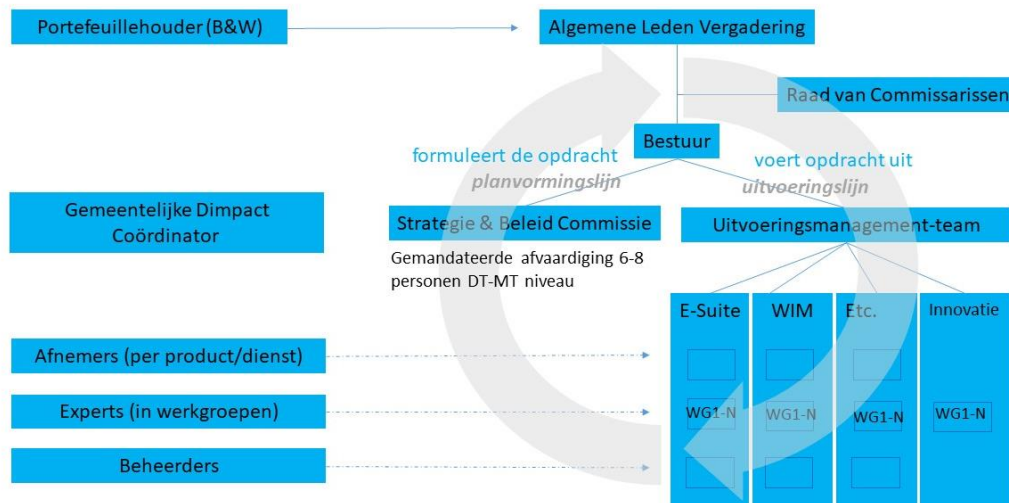 Portefeuillehouder (B&W)
Algemene Leden Vergadering
Raad van Commissarissen
Bestuur
formuleert de opdracht
planvormingslijn
voert opdracht uit
uitvoeringslijn
Gemeentelijke Dimpact
Coördinator
Strategie & Beleid Commissie
Uitvoeringsmanagement-team
Gemandateerde afvaardiging 6-8
personen DT-MT niveau
E-Suite
WIM
Etc.
Innovatie
Afnemers (per product/dienst)
Experts (in werkgroepen)
WG1-N
WG1-N
WG1-N
WG1-N
Beheerders